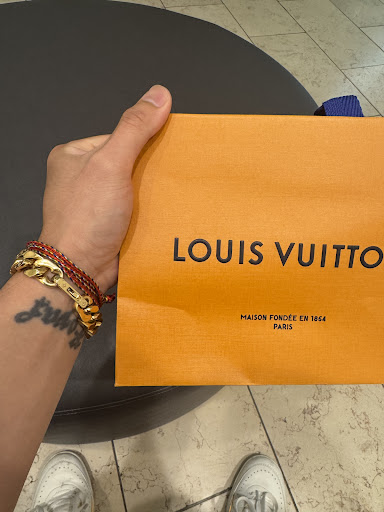 LOUIS VUITTO
MAISON FONDÉE EN 1854
PARIS